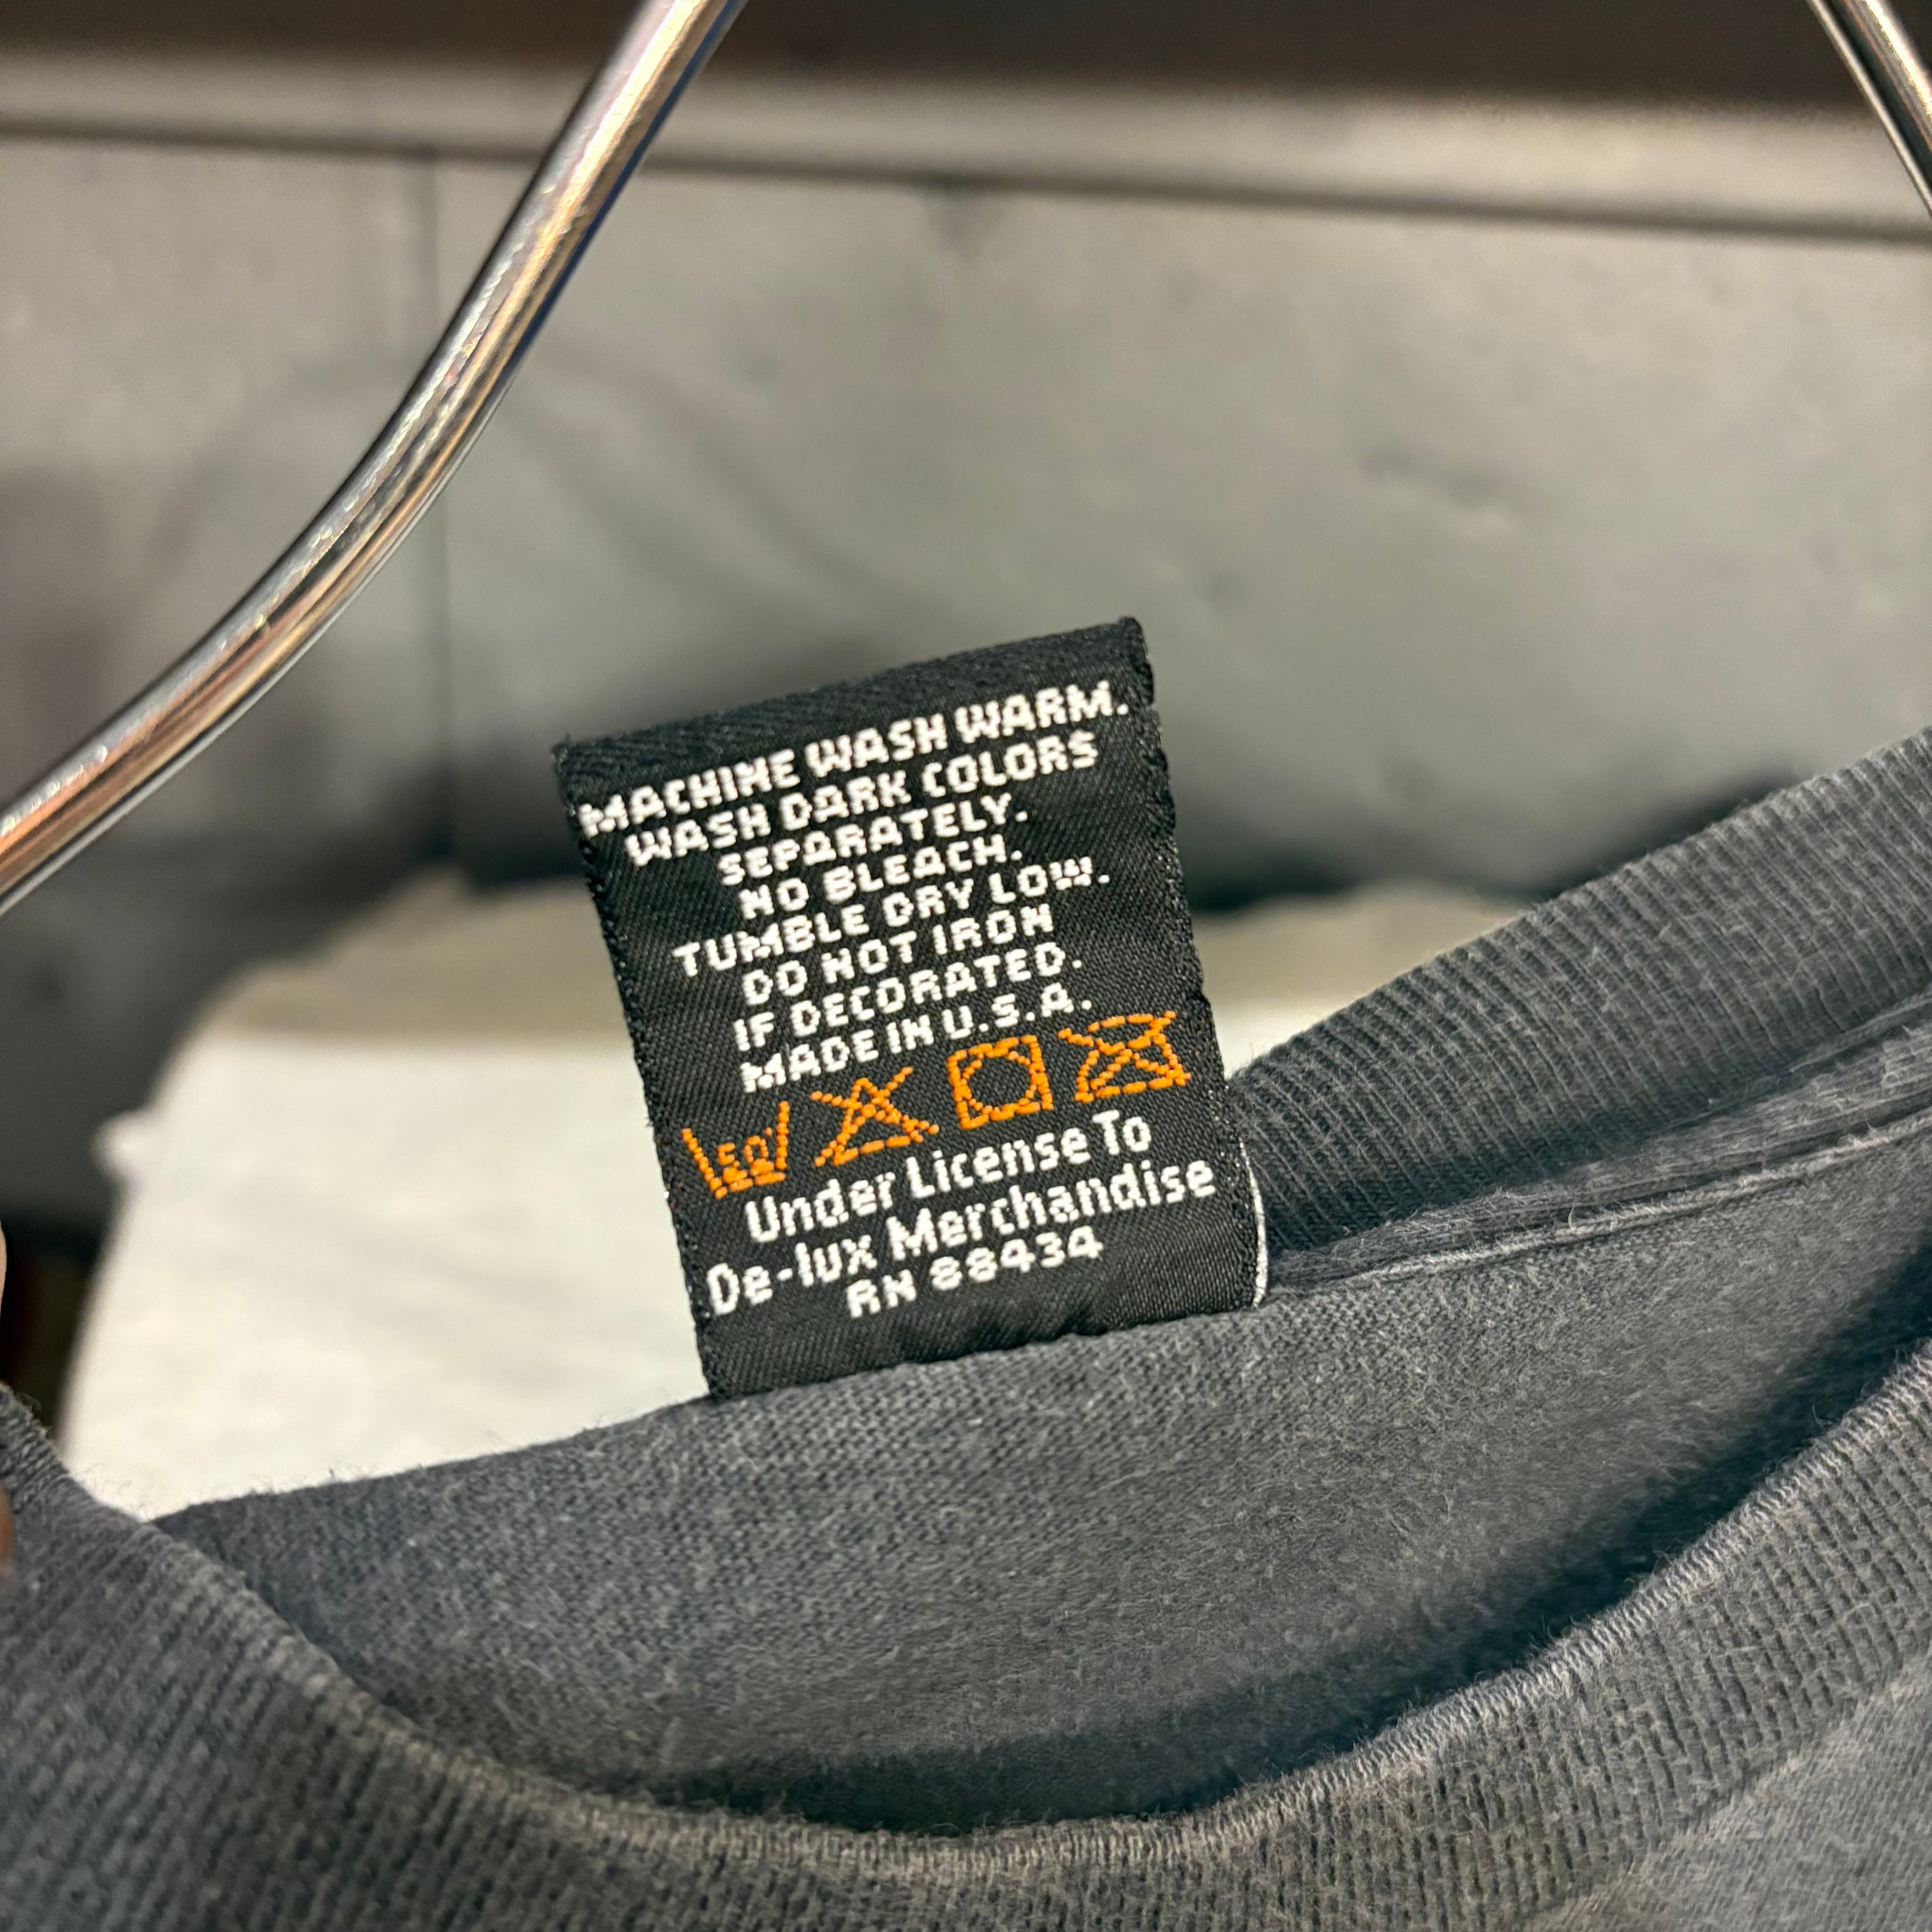 MACHINE WASH WARM.
WASH DARK COLORS
SEPARATELY.
NO BLEACH.
TUMBLE DRY LOW.
DO NOT IRON
IF DECORATED.
MADE IN U.S.A.
50°
Under License To
De-lux Merchandise
RN 88434